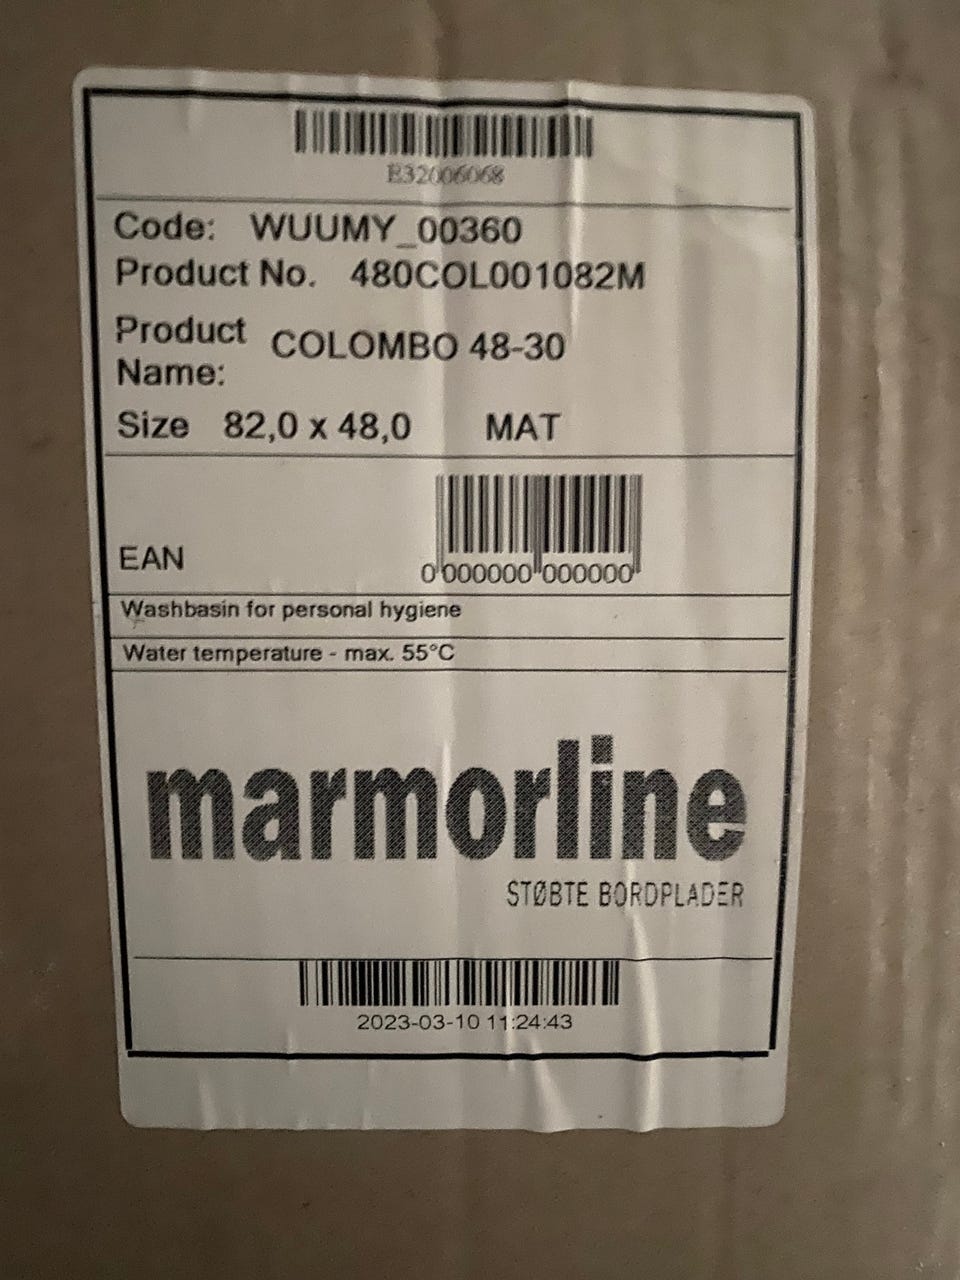 E32006068
Code: WUUMY_00360
Product No. 480COL001082M
Product Name: COLOMBO 48-30
Size 82,0 x 48,0 MAT
EAN
0 000000 000000
Washbasin for personal hygiene
Water temperature - max. 55°C
marmorline
STØBTE BORDPLADER
2023-03-10 11:24:43